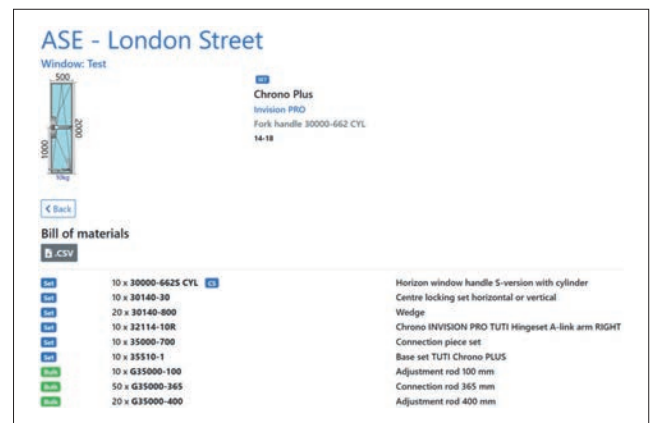 ASE - London Street
Window: Test
500
2000
1000
50kg
SET
Chrono Plus
Invision PRO
Fork handle 30000-662 CYL
14-18
Back
Bill of materials
.CSV
Set 10 x 30000-662S CYL CS Horizon window handle S-version with cylinder
Set 10 x 30140-30 Centre locking set horizontal or vertical
Set 20 x 30140-800 Wedge
Set 10 x 32114-10R Chrono INVISION PRO TUTI Hingeset A-link arm RIGHT
Set 10 x 35000-700 Connection piece set
Set 10 x 35510-1 Base set TUTI Chrono PLUS
Bulk 10 x G35000-100 Adjustment rod 100 mm
Bulk 50 x G35000-365 Connection rod 365 mm
Bulk 20 x G35000-400 Adjustment rod 400 mm